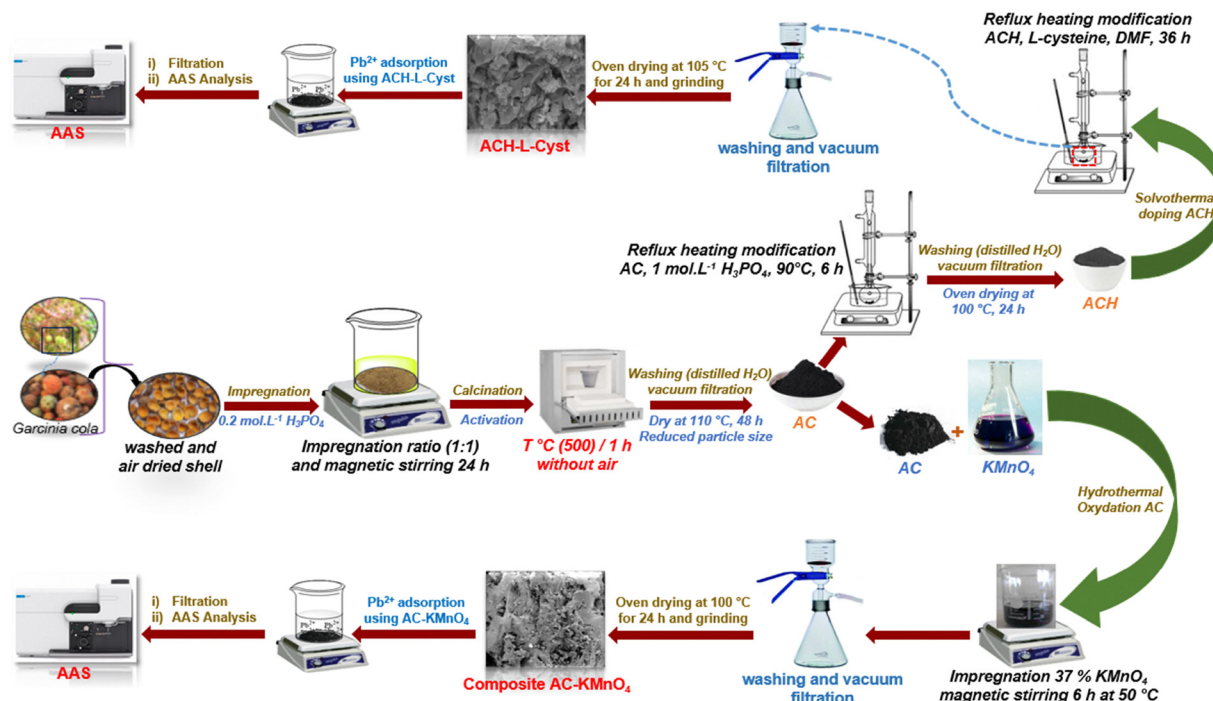 Reflux heating modification
ACH, L-cysteine, DMF, 36 h
i) Filtration
ii) AAS Analysis
Pb²⁺ adsorption
using ACH-L-Cyst
Oven drying at 105 °C
for 24 h and grinding
Pb²⁺ Pb²⁺
AAS
ACH-L-Cyst
washing and vacuum
filtration
Solvothermal
doping ACH
Reflux heating modification
AC, 1 mol.L⁻¹ H₃PO₄, 90°C, 6 h
Washing (distilled H₂O)
vacuum filtration
Oven drying at
100 °C, 24 h
ACH
Garcinia cola
washed and
air dried shell
Impregnation
0.2 mol.L⁻¹ H₃PO₄
Impregnation ratio (1:1)
and magnetic stirring 24 h
Calcination
Activation
T °C (500) / 1 h
without air
Washing (distilled H₂O)
vacuum filtration
Dry at 110 °C, 48 h
Reduced particle size
AC
AC
+
KMnO₄
Hydrothermal
Oxydation AC
i) Filtration
ii) AAS Analysis
Pb²⁺ adsorption
using AC-KMnO₄
Oven drying at 100 °C
for 24 h and grinding
Pb²⁺ Pb²⁺
AAS
Composite AC-KMnO₄
washing and vacuum
filtration
Impregnation 37 % KMnO₄
magnetic stirring 6 h at 50 °C